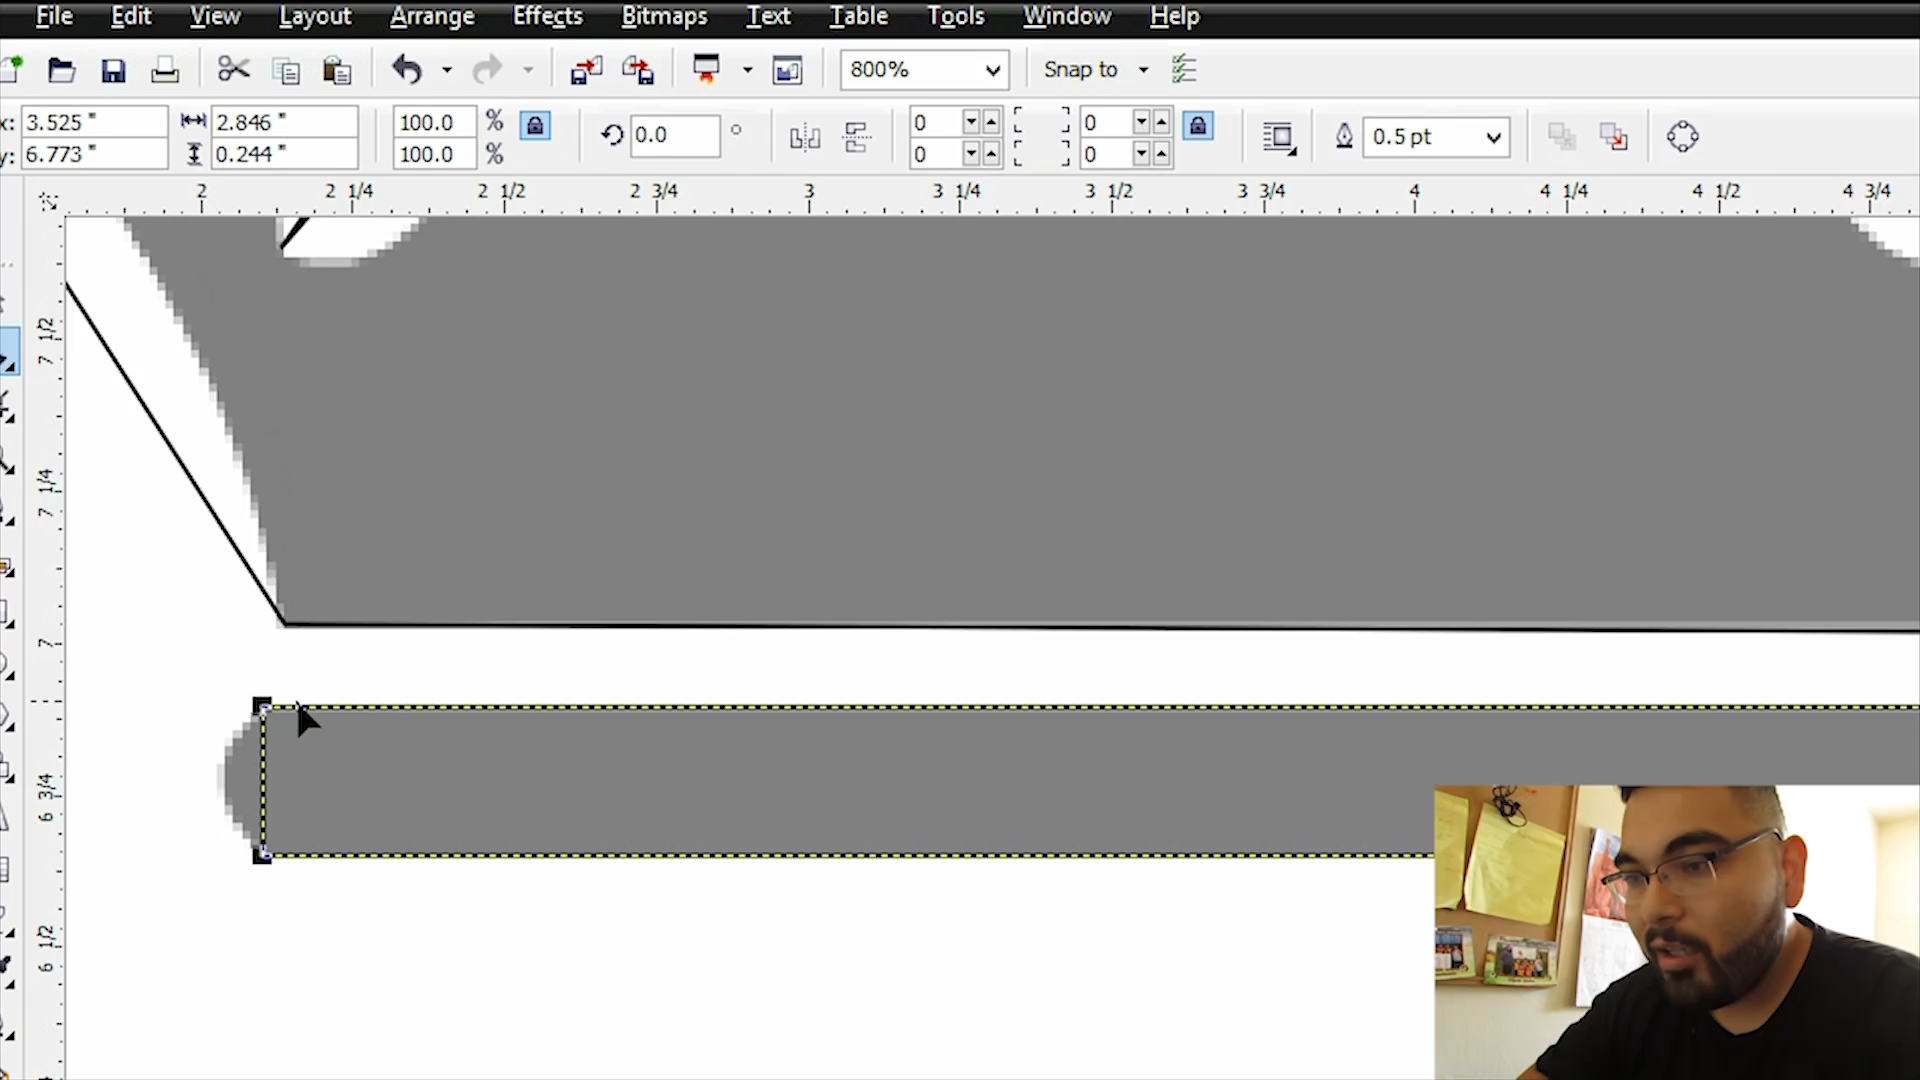 File Edit View Layout Arrange Effects Bitmaps Text Table Tools Window Help
800% Snap to
x: 3.525 " 2.846 " 100.0 % 0.0 ° 0 0 0.5 pt
y: 6.773 " 0.244 " 100.0 % 0 0
2 2 1/4 2 1/2 2 3/4 3 3 1/4 3 1/2 3 3/4 4 4 1/4 4 1/2 4 3/4
7 1/2
7 1/4
7
6 3/4
6 1/2